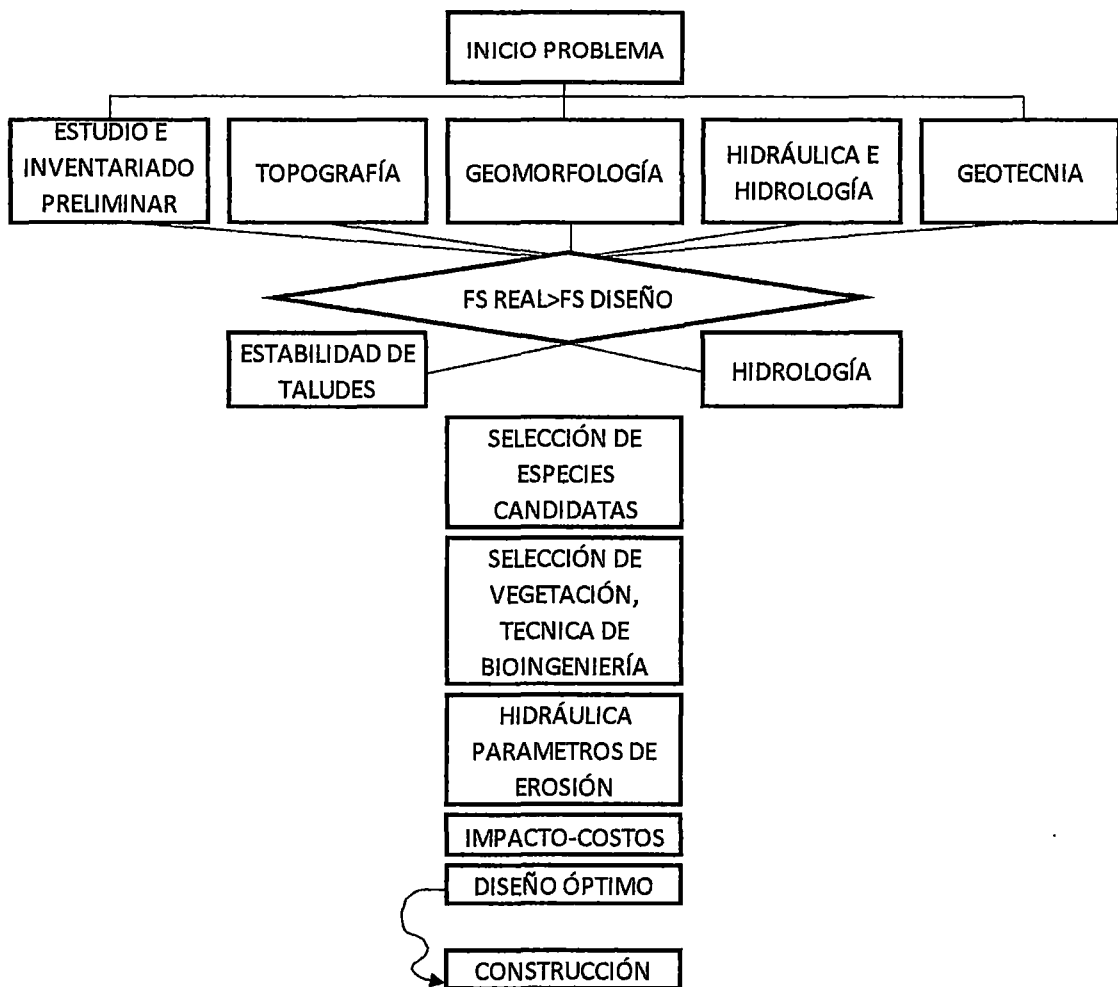 INICIO PROBLEMA
ESTUDIO E
INVENTARIADO
PRELIMINAR
TOPOGRAFÍA
GEOMORFOLOGÍA
HIDRÁULICA E
HIDROLOGÍA
GEOTECNIA
FS REAL>FS DISEÑO
ESTABILIDAD DE
TALUDES
HIDROLOGÍA
SELECCIÓN DE
ESPECIES
CANDIDATAS
SELECCIÓN DE
VEGETACIÓN,
TECNICA DE
BIOINGENIERÍA
HIDRÁULICA
PARAMETROS DE
EROSIÓN
IMPACTO-COSTOS
DISEÑO ÓPTIMO
CONSTRUCCIÓN